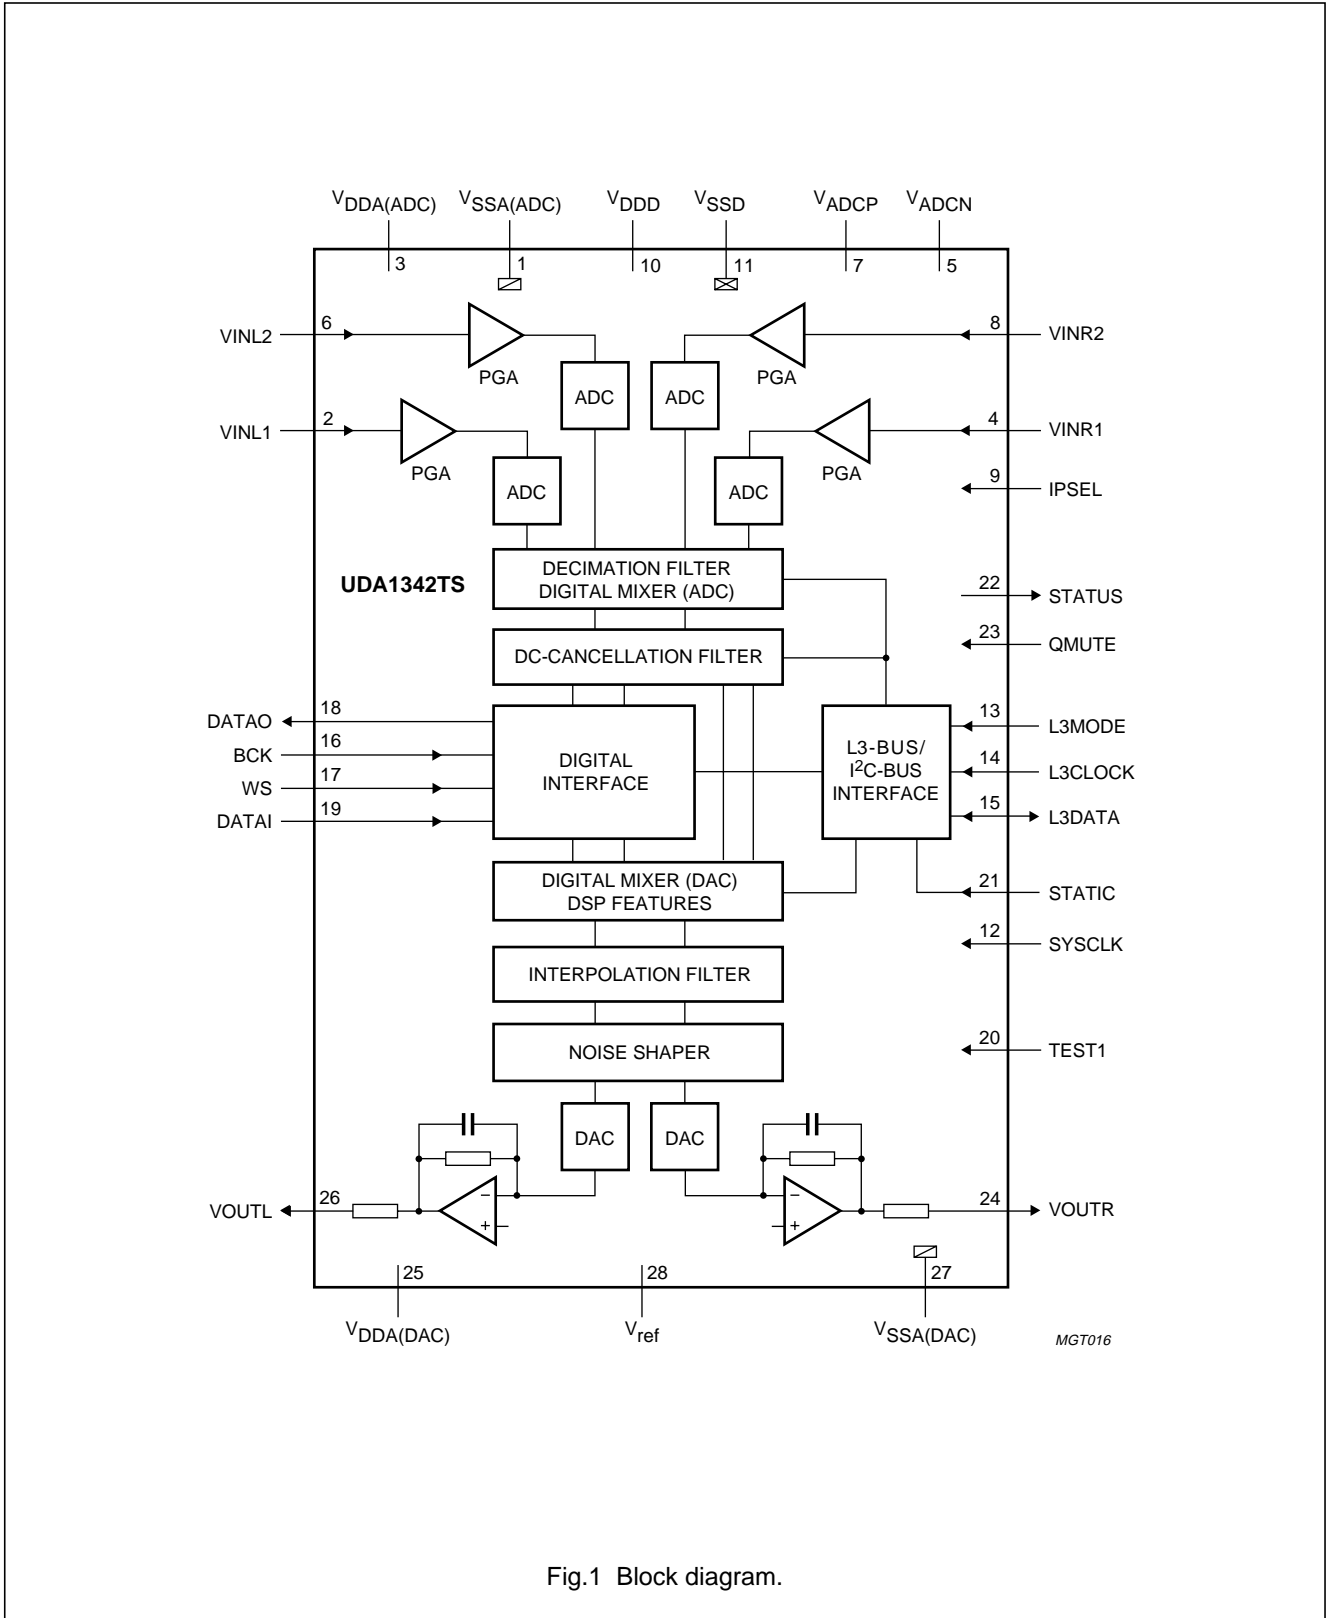 VDDA(ADC) VSSA(ADC) VDDD VSSD VADCP VADCN
3 1 10 11 7 5
VINL2 6 8 VINR2
PGA PGA
ADC ADC
VINL1 2 4 VINR1
PGA PGA
ADC ADC
9 IPSEL
UDA1342TS
DECIMATION FILTER
DIGITAL MIXER (ADC)
22 STATUS
23 QMUTE
DC-CANCELLATION FILTER
DATAO 18
BCK 16
WS 17
DATAI 19
DIGITAL
INTERFACE
L3-BUS/
I2C-BUS
INTERFACE
13 L3MODE
14 L3CLOCK
15 L3DATA
DIGITAL MIXER (DAC)
DSP FEATURES
21 STATIC
12 SYSCLK
INTERPOLATION FILTER
NOISE SHAPER
20 TEST1
DAC DAC
VOUTL 26 − + − + 24 VOUTR
25 28 27
VDDA(DAC) Vref VSSA(DAC)
MGT016
Fig.1 Block diagram.